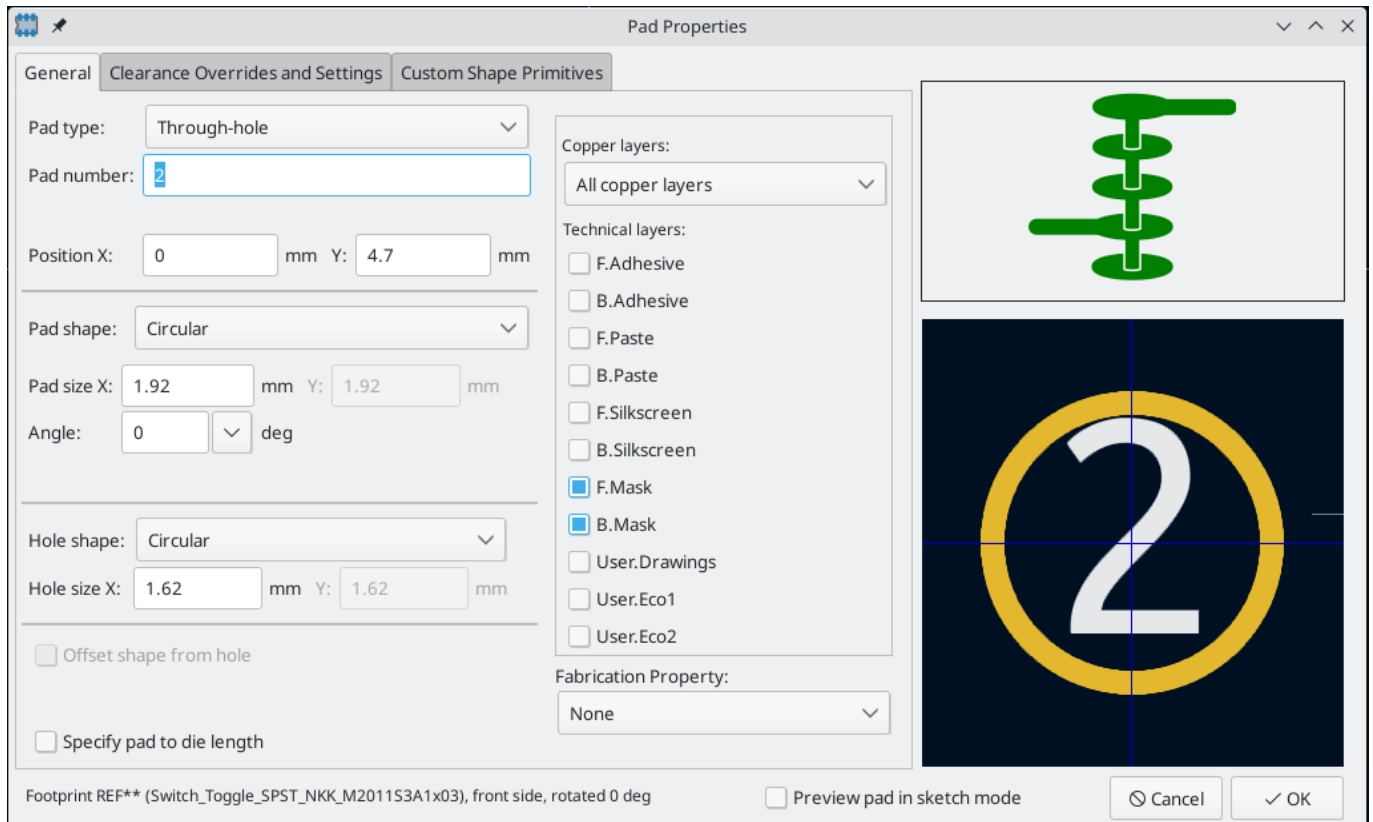 Pad Properties
General
Clearance Overrides and Settings
Custom Shape Primitives
Pad type:
Through-hole
Pad number:
2
Position X:
0
mm
Y:
4.7
mm
Pad shape:
Circular
Pad size X:
1.92
mm
Y:
1.92
mm
Angle:
0
deg
Hole shape:
Circular
Hole size X:
1.62
mm
Y:
1.62
mm
Offset shape from hole
Specify pad to die length
Copper layers:
All copper layers
Technical layers:
F.Adhesive
B.Adhesive
F.Paste
B.Paste
F.Silkscreen
B.Silkscreen
F.Mask
B.Mask
User.Drawings
User.Eco1
User.Eco2
Fabrication Property:
None
2
Footprint REF** (Switch_Toggle_SPST_NKK_M2011S3A1x03), front side, rotated 0 deg
Preview pad in sketch mode
Cancel
OK